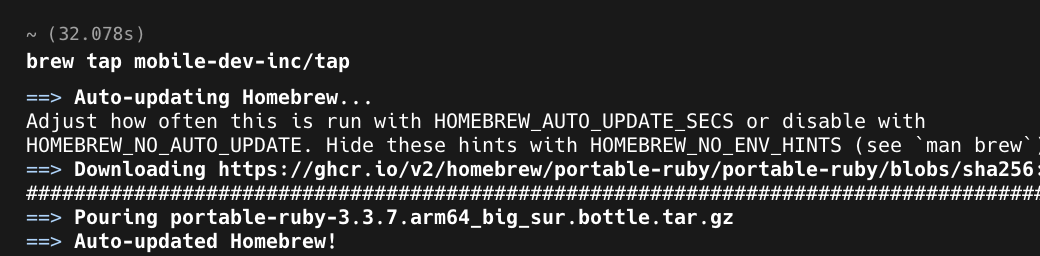 ~ (32.078s)
brew tap mobile-dev-inc/tap
==> Auto-updating Homebrew...
Adjust how often this is run with HOMEBREW_AUTO_UPDATE_SECS or disable with
HOMEBREW_NO_AUTO_UPDATE. Hide these hints with HOMEBREW_NO_ENV_HINTS (see `man brew`)
==> Downloading https://ghcr.io/v2/homebrew/portable-ruby/portable-ruby/blobs/sha256:
######################################################################################
==> Pouring portable-ruby-3.3.7.arm64_big_sur.bottle.tar.gz
==> Auto-updated Homebrew!